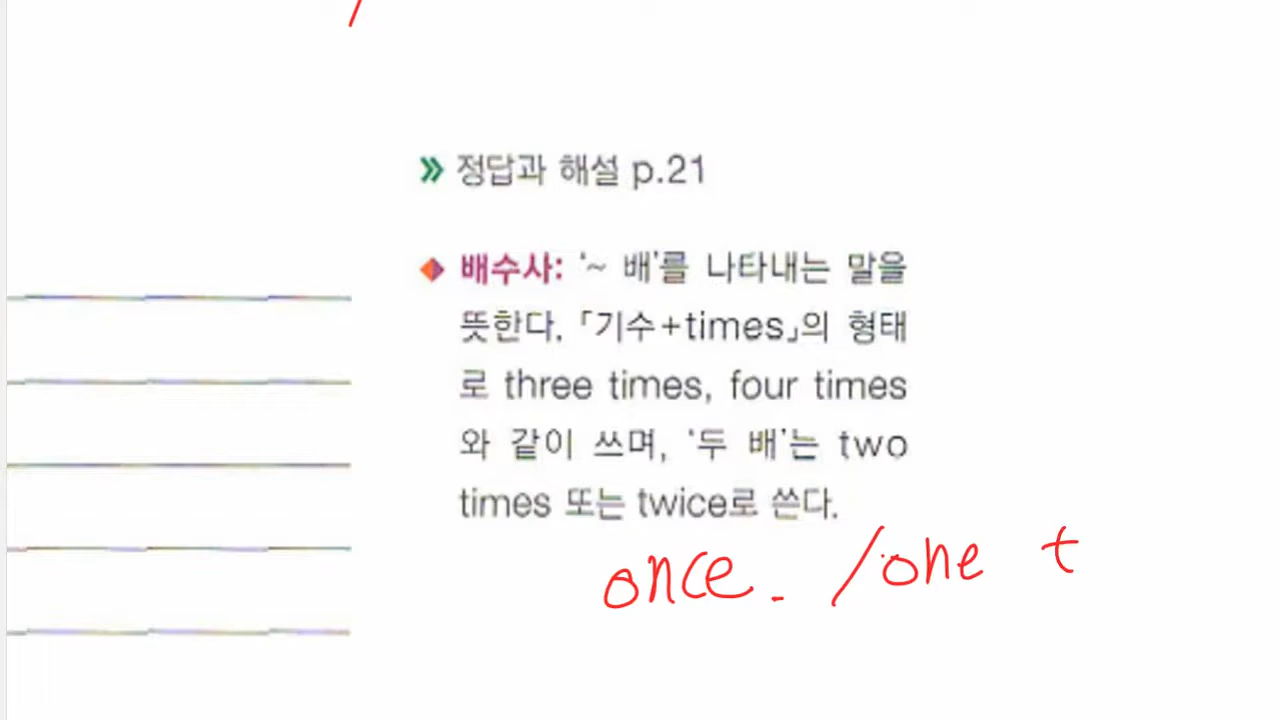 » 정답과 해설 p.21
◆ 배수사: '~ 배'를 나타내는 말을
뜻한다. 「기수+times」의 형태
로 three times, four times
와 같이 쓰며, '두 배'는 two
times 또는 twice로 쓴다.
once. /one t